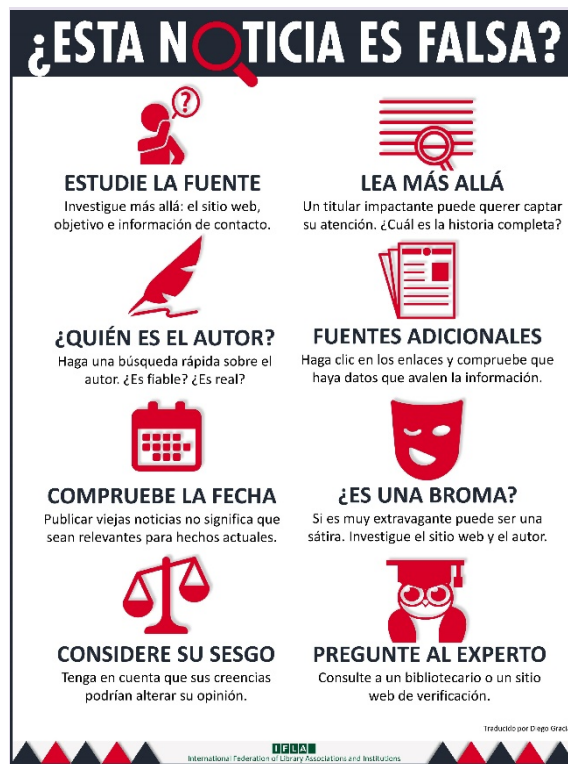 ¿ESTA NOTICIA ES FALSA?
?
ESTUDIE LA FUENTE
Investigue más allá: el sitio web,
objetivo e información de contacto.
LEA MÁS ALLÁ
Un titular impactante puede querer captar
su atención. ¿Cuál es la historia completa?
¿QUIÉN ES EL AUTOR?
Haga una búsqueda rápida sobre el
autor. ¿Es fiable? ¿Es real?
FUENTES ADICIONALES
Haga clic en los enlaces y compruebe que
haya datos que avalen la información.
COMPRUEBE LA FECHA
Publicar viejas noticias no significa que
sean relevantes para hechos actuales.
¿ES UNA BROMA?
Si es muy extravagante puede ser una
sátira. Investigue el sitio web y el autor.
CONSIDERE SU SESGO
Tenga en cuenta que sus creencias
podrían alterar su opinión.
PREGUNTE AL EXPERTO
Consulte a un bibliotecario o un sitio
web de verificación.
Traducido por Diego Gracia
IFLA
International Federation of Library Associations and Institutions